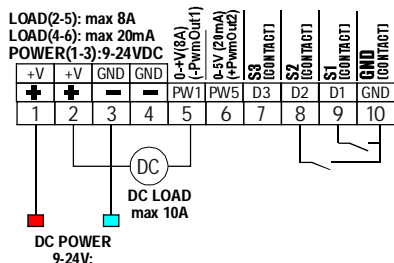 LOAD(2-5): max 8A
LOAD(4-6): max 20mA
POWER(1-3):9-24VDC
0-+V(8A)
(-PwmOut1)
0-5V (20mA)
(+PwmOut2)
S3
[CONTACT]
S2
[CONTACT]
S1
[CONTACT]
GND
[CONTACT]
+V +V GND GND PW1 PW5 D3 D2 D1 GND
+ + − −
1 2 3 4 5 6 7 8 9 10
DC
DC LOAD
max 10A
DC POWER
9-24V: